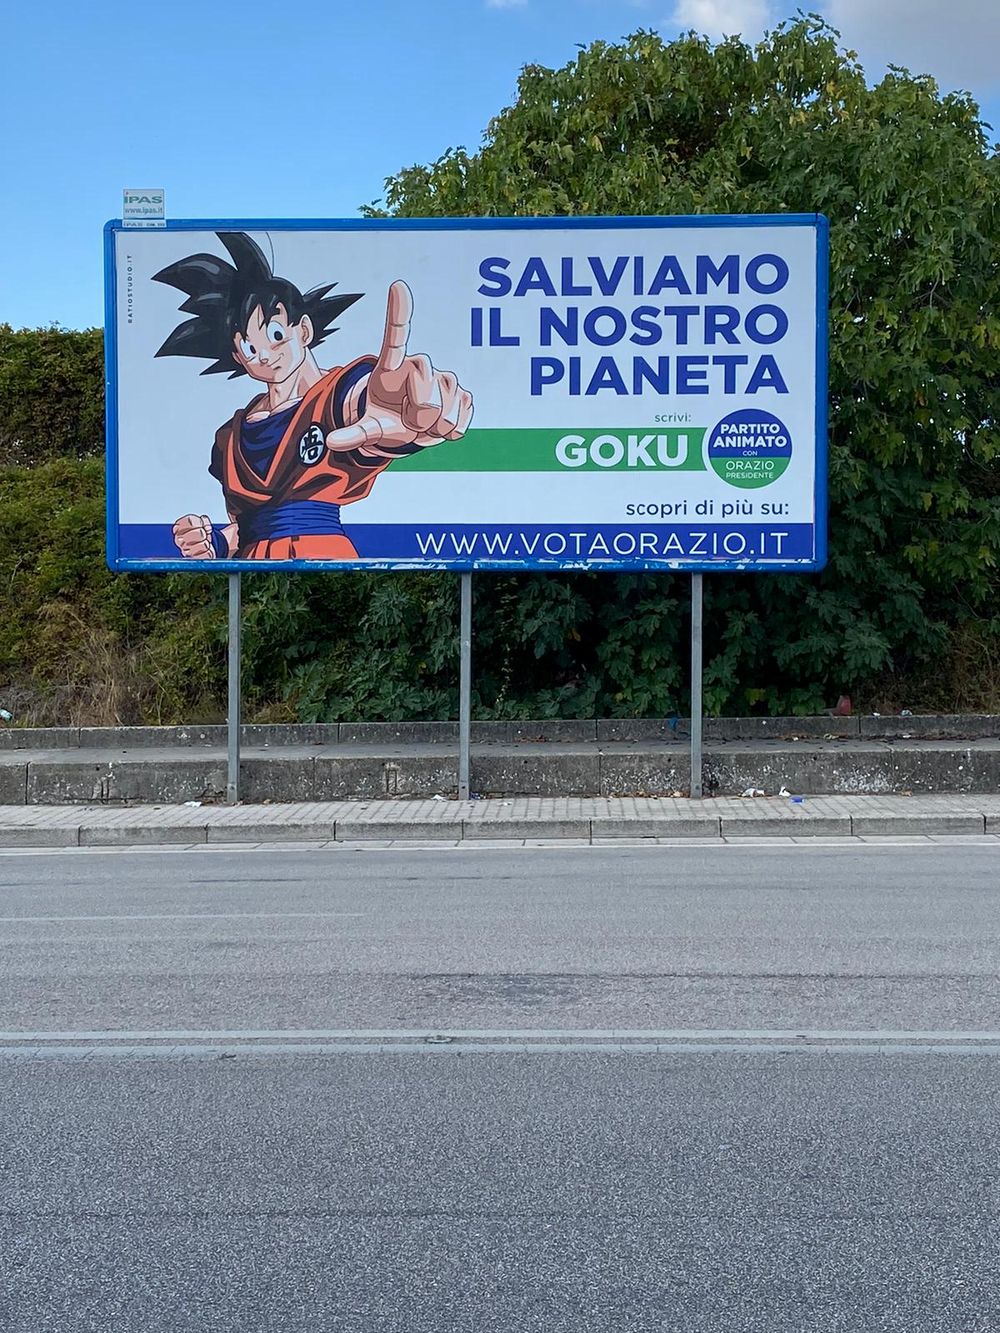 IPAS
www.ipas.it
RATIOSTUDIO.IT
SALVIAMO
IL NOSTRO
PIANETA
scrivi:
GOKU
PARTITO
ANIMATO
CON
ORAZIO
PRESIDENTE
悟
scopri di più su:
WWW.VOTAORAZIO.IT